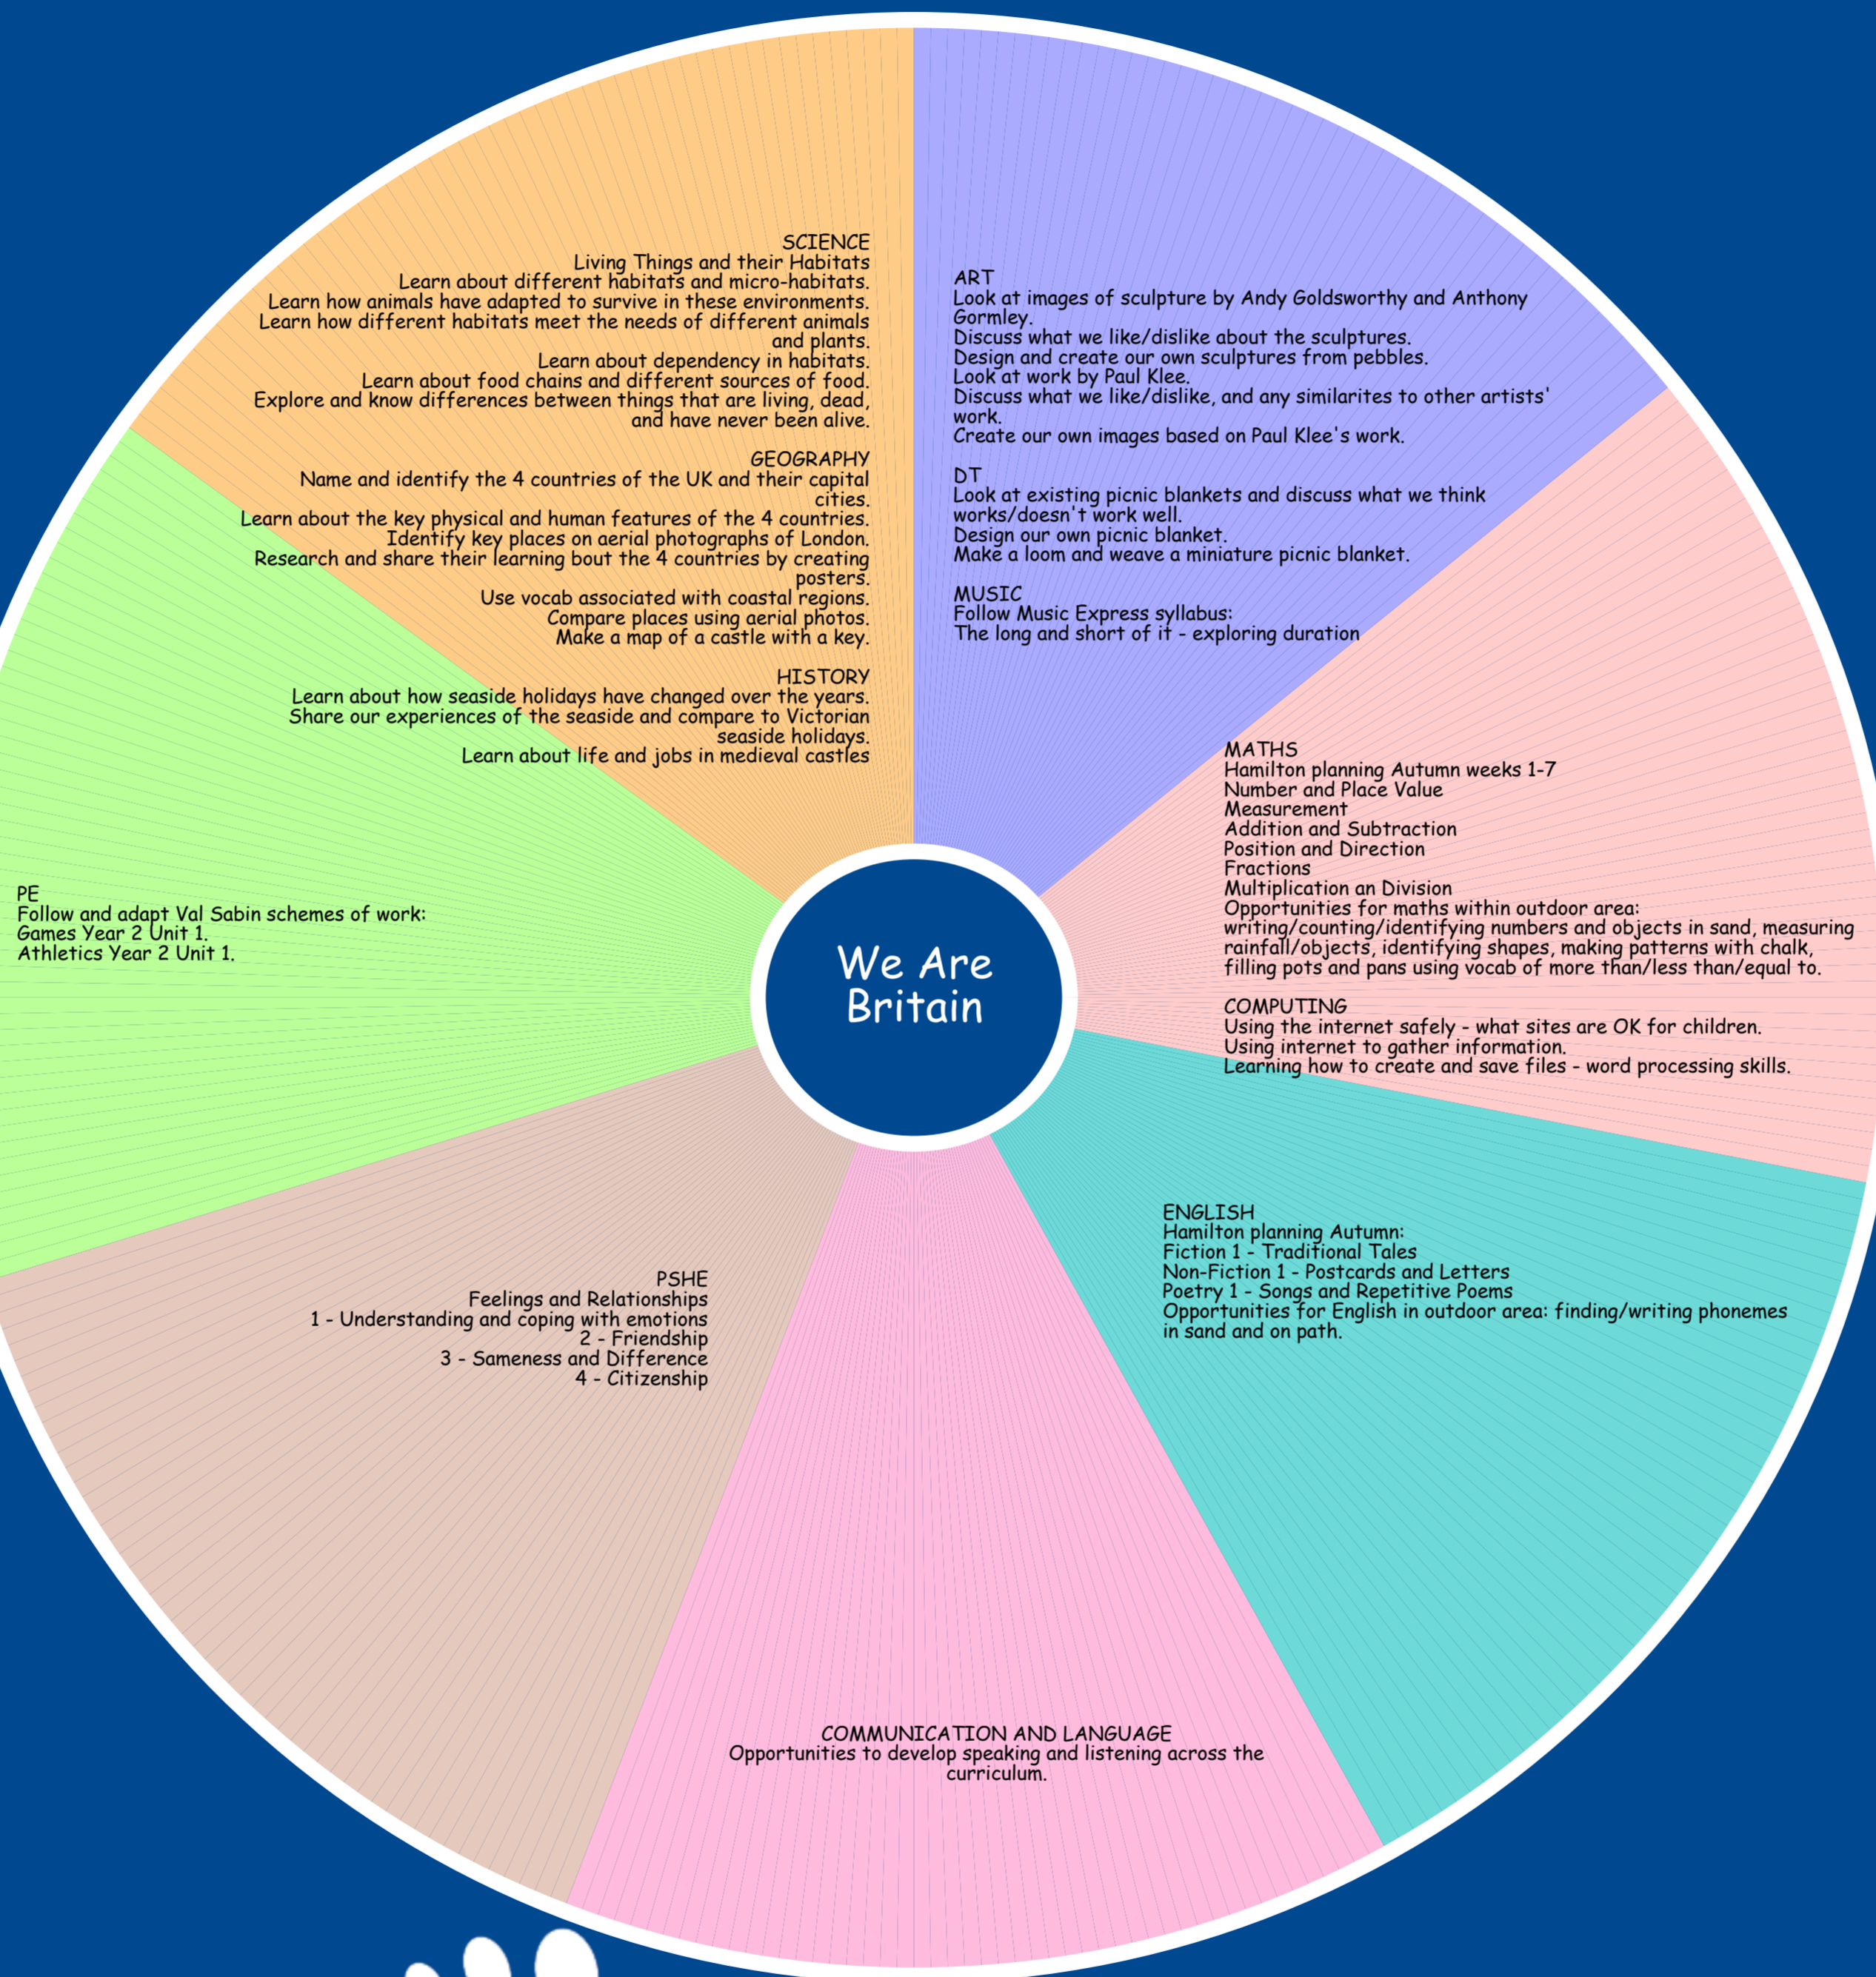 We Are
Britain
SCIENCE
Living Things and their Habitats
Learn about different habitats and micro-habitats.
Learn how animals have adapted to survive in these environments.
Learn how different habitats meet the needs of different animals
and plants.
Learn about dependency in habitats.
Learn about food chains and different sources of food.
Explore and know differences between things that are living, dead,
and have never been alive.
GEOGRAPHY
Name and identify the 4 countries of the UK and their capital
cities.
Learn about the key physical and human features of the 4 countries.
Identify key places on aerial photographs of London.
Research and share their learning bout the 4 countries by creating
posters.
Use vocab associated with coastal regions.
Compare places using aerial photos.
Make a map of a castle with a key.
HISTORY
Learn about how seaside holidays have changed over the years.
Share our experiences of the seaside and compare to Victorian
seaside holidays.
Learn about life and jobs in medieval castles
ART
Look at images of sculpture by Andy Goldsworthy and Anthony
Gormley.
Discuss what we like/dislike about the sculptures.
Design and create our own sculptures from pebbles.
Look at work by Paul Klee.
Discuss what we like/dislike, and any similarites to other artists'
work.
Create our own images based on Paul Klee's work.
DT
Look at existing picnic blankets and discuss what we think
works/doesn't work well.
Design our own picnic blanket.
Make a loom and weave a miniature picnic blanket.
MUSIC
Follow Music Express syllabus:
The long and short of it - exploring duration
MATHS
Hamilton planning Autumn weeks 1-7
Number and Place Value
Measurement
Addition and Subtraction
Position and Direction
Fractions
Multiplication an Division
Opportunities for maths within outdoor area:
writing/counting/identifying numbers and objects in sand, measuring
rainfall/objects, identifying shapes, making patterns with chalk,
filling pots and pans using vocab of more than/less than/equal to.
COMPUTING
Using the internet safely - what sites are OK for children.
Using internet to gather information.
Learning how to create and save files - word processing skills.
ENGLISH
Hamilton planning Autumn:
Fiction 1 - Traditional Tales
Non-Fiction 1 - Postcards and Letters
Poetry 1 - Songs and Repetitive Poems
Opportunities for English in outdoor area: finding/writing phonemes
in sand and on path.
COMMUNICATION AND LANGUAGE
Opportunities to develop speaking and listening across the
curriculum.
PSHE
Feelings and Relationships
1 - Understanding and coping with emotions
2 - Friendship
3 - Sameness and Difference
4 - Citizenship
PE
Follow and adapt Val Sabin schemes of work:
Games Year 2 Unit 1.
Athletics Year 2 Unit 1.